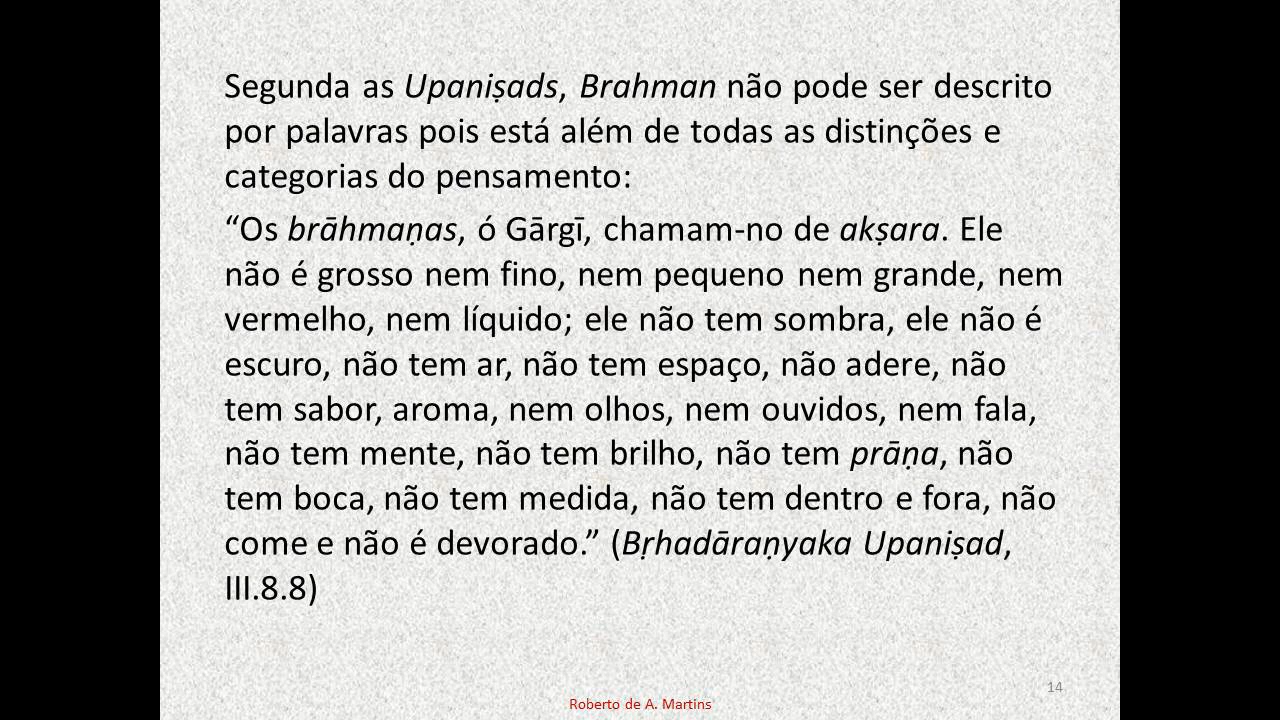 Segunda as Upaniṣads, Brahman não pode ser descrito
por palavras pois está além de todas as distinções e
categorias do pensamento:
“Os brāhmaṇas, ó Gārgī, chamam-no de akṣara. Ele
não é grosso nem fino, nem pequeno nem grande, nem
vermelho, nem líquido; ele não tem sombra, ele não é
escuro, não tem ar, não tem espaço, não adere, não
tem sabor, aroma, nem olhos, nem ouvidos, nem fala,
não tem mente, não tem brilho, não tem prāṇa, não
tem boca, não tem medida, não tem dentro e fora, não
come e não é devorado.” (Bṛhadāraṇyaka Upaniṣad,
III.8.8)
14
Roberto de A. Martins